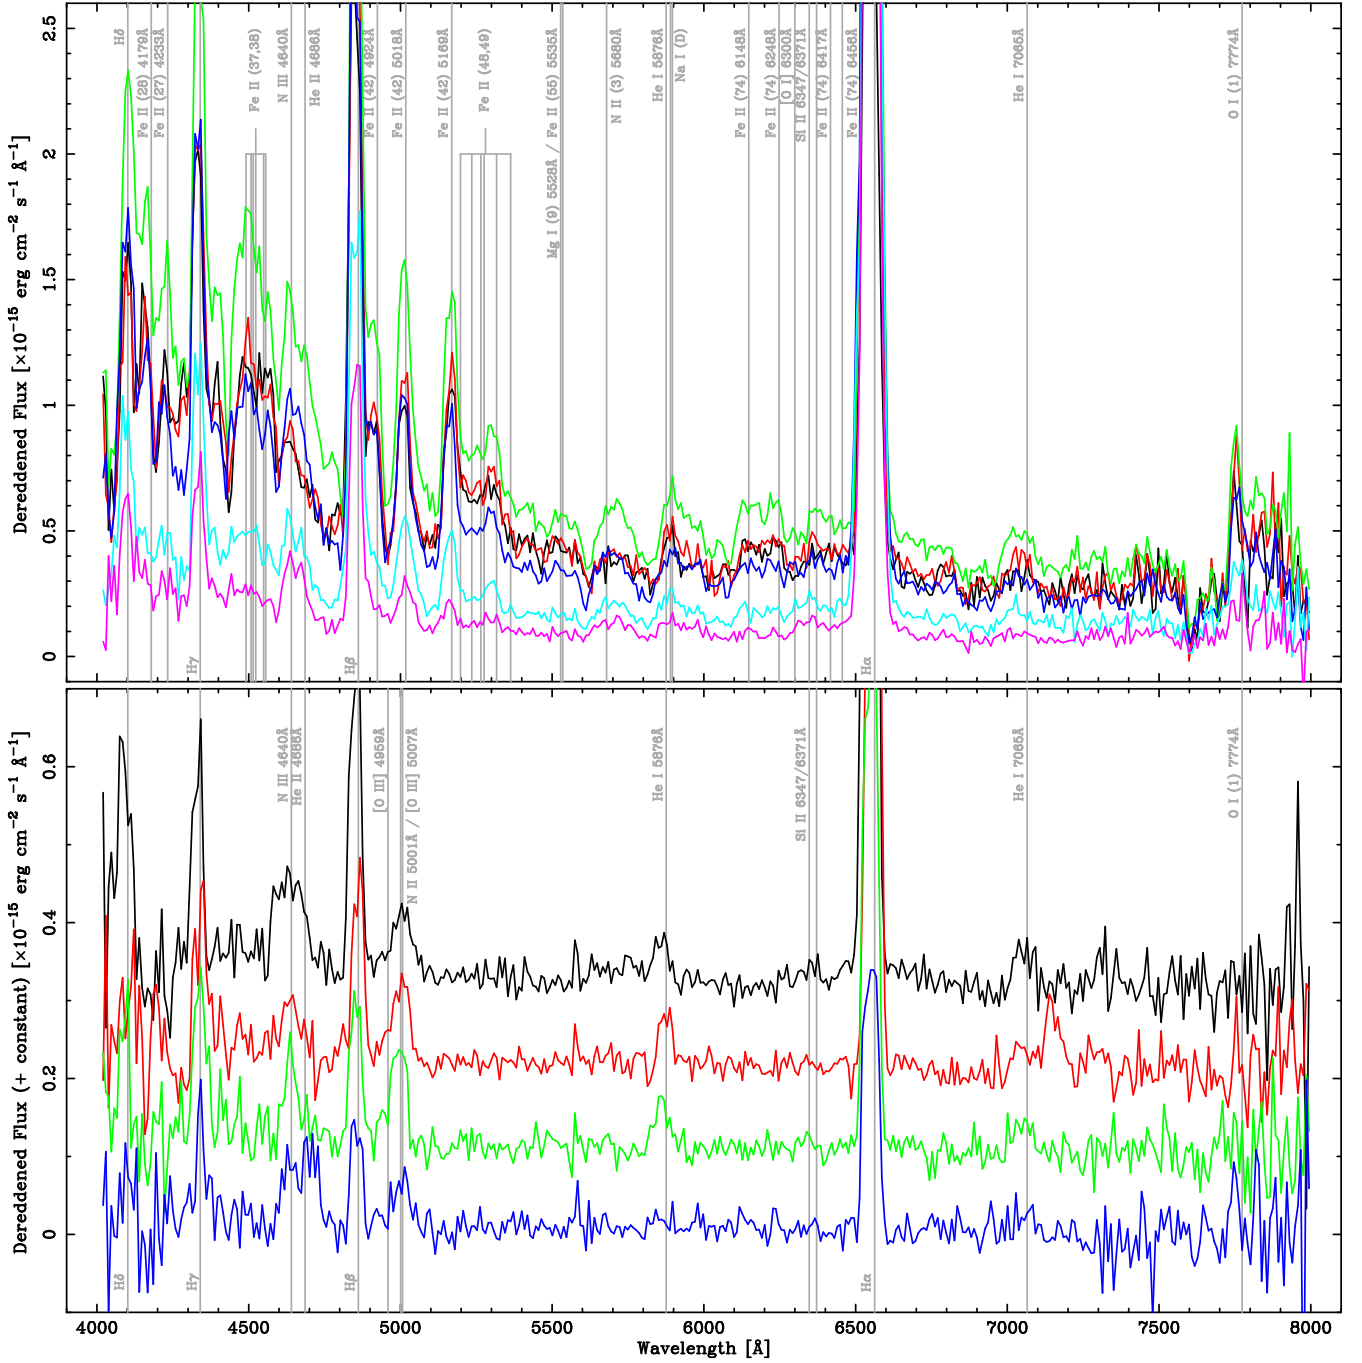 Hδ
Fe II (28) 4179Å
Fe II (27) 4233Å
Fe II (37,38)
N III 4640Å
He II 4686Å
Fe II (42) 4924Å
Fe II (42) 5018Å
Fe II (42) 5169Å
Fe II (48,49)
Mg I (9) 5528Å / Fe II (55) 5535Å
N II (3) 5680Å
He I 5876Å
Na I (D)
Fe II (74) 6148Å
Fe II (74) 6248Å
[O I] 6300Å
Si II 6347/6371Å
Fe II (74) 6417Å
Fe II (74) 6456Å
He I 7065Å
O I (1) 7774Å
Hγ
Hβ
Hα
2.5
2
1.5
1
0.5
0
Dereddened Flux [×10⁻¹⁵ erg cm⁻² s⁻¹ Å⁻¹]
N III 4640Å
He II 4686Å
[O III] 4959Å
N II 5001Å / [O III] 5007Å
He I 5876Å
Si II 6347/6371Å
He I 7065Å
O I (1) 7774Å
Hδ
Hγ
Hβ
Hα
0.6
0.4
0.2
0
Dereddened Flux (+ constant) [×10⁻¹⁵ erg cm⁻² s⁻¹ Å⁻¹]
4000 4500 5000 5500 6000 6500 7000 7500 8000
Wavelength [Å]